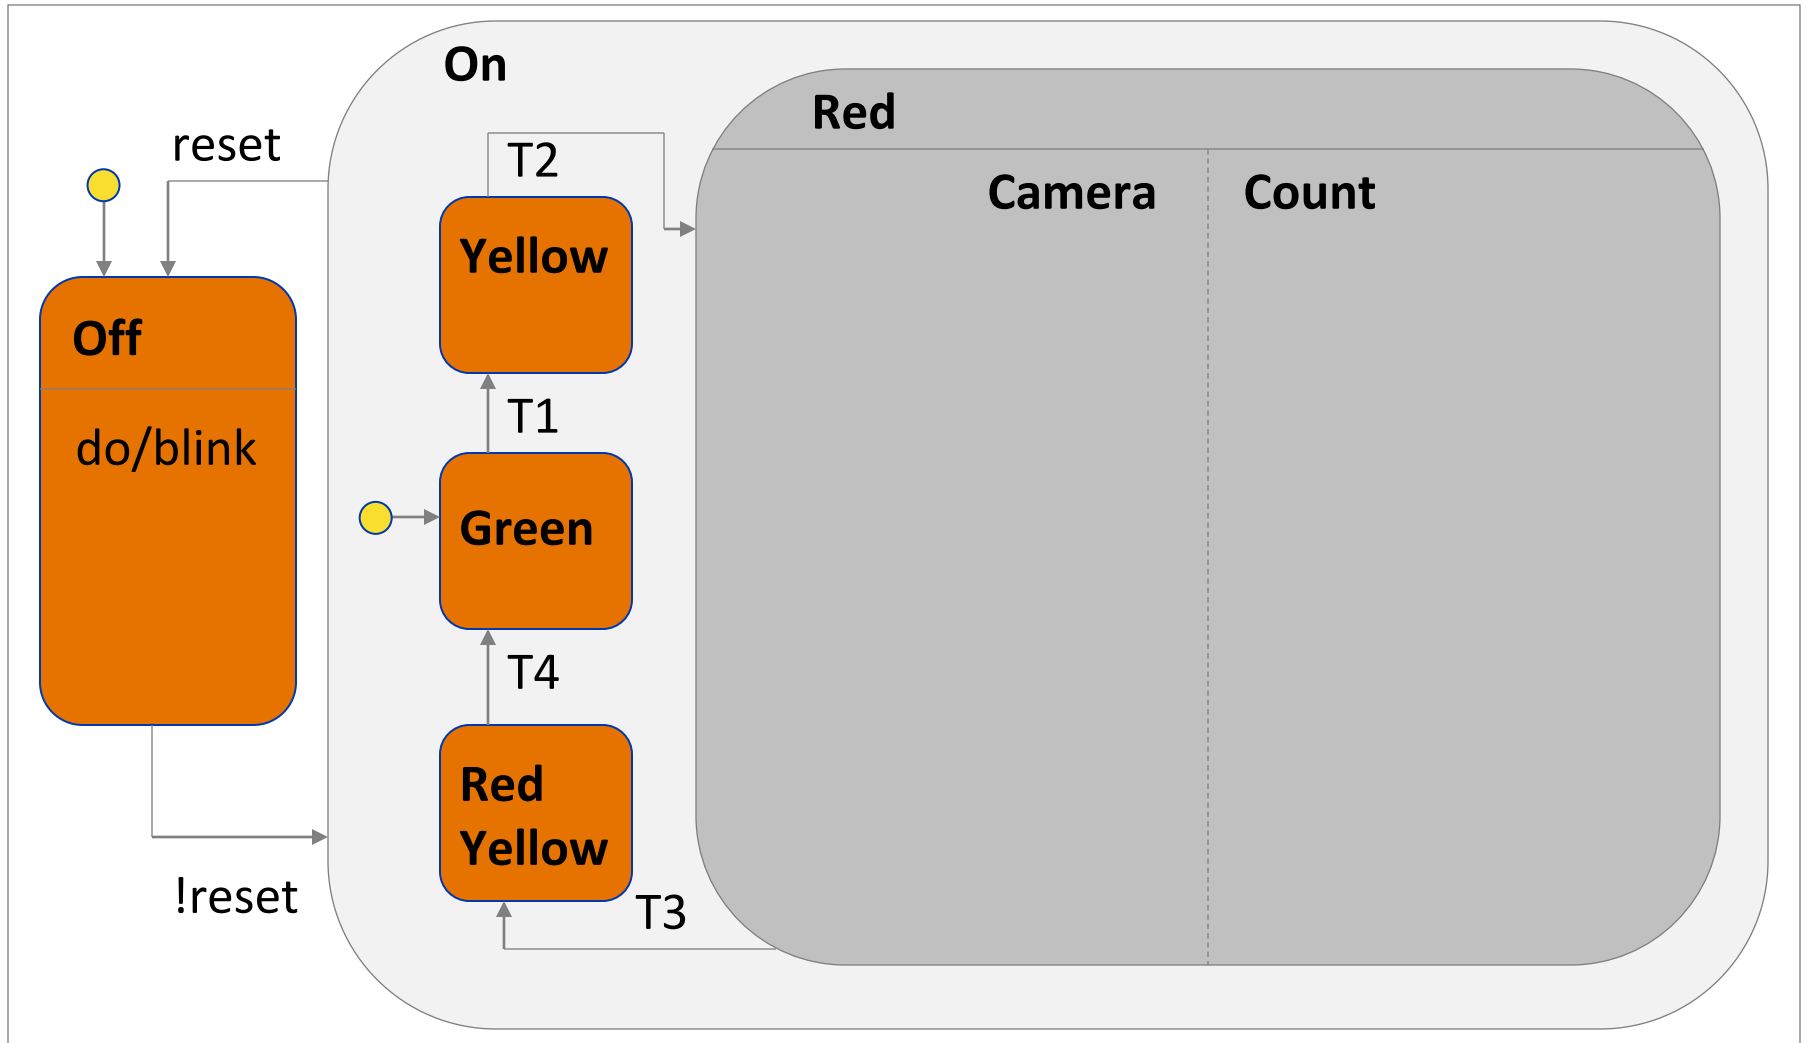 On
Red
reset
T2
Camera
Count
Yellow
Off
T1
do/blink
Green
T4
Red
Yellow
!reset
T3